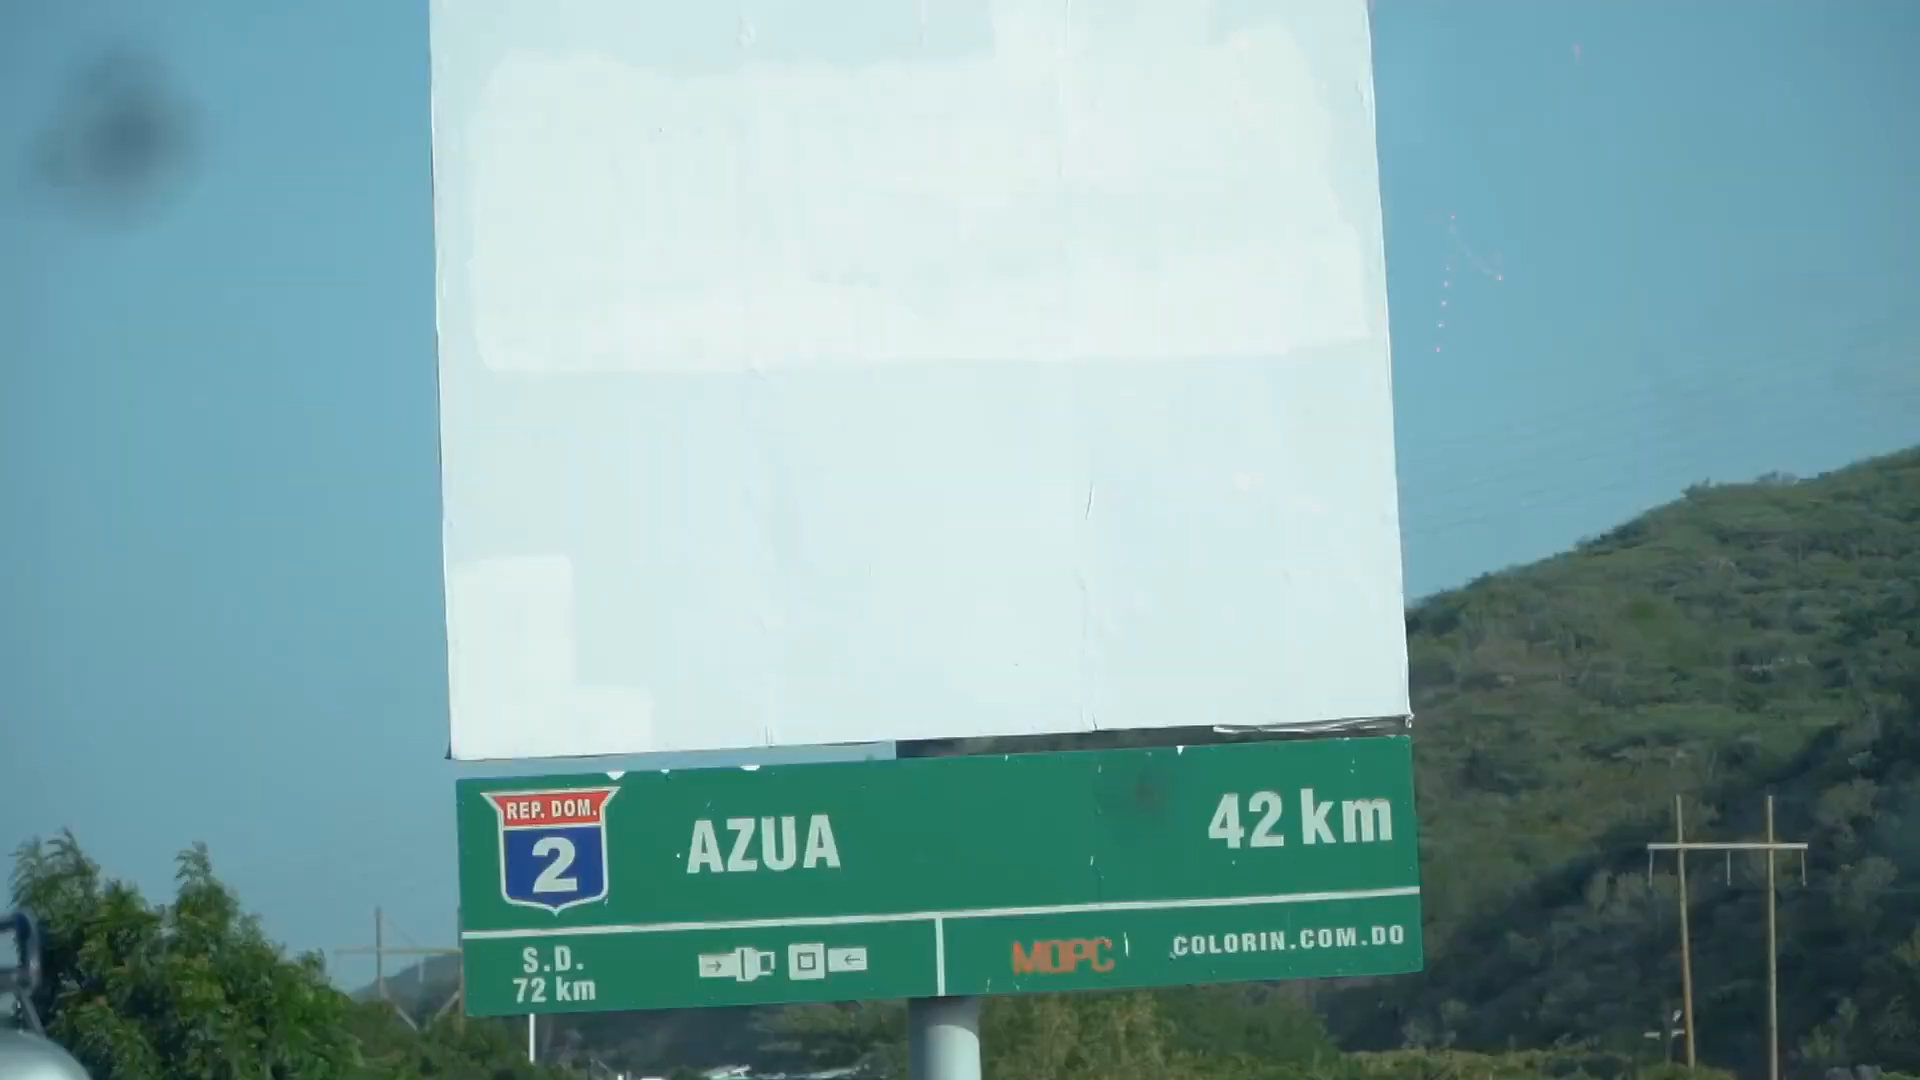 REP. DOM.
2
AZUA
42 km
S.D.
72 km
MOPC
COLORIN.COM.DO